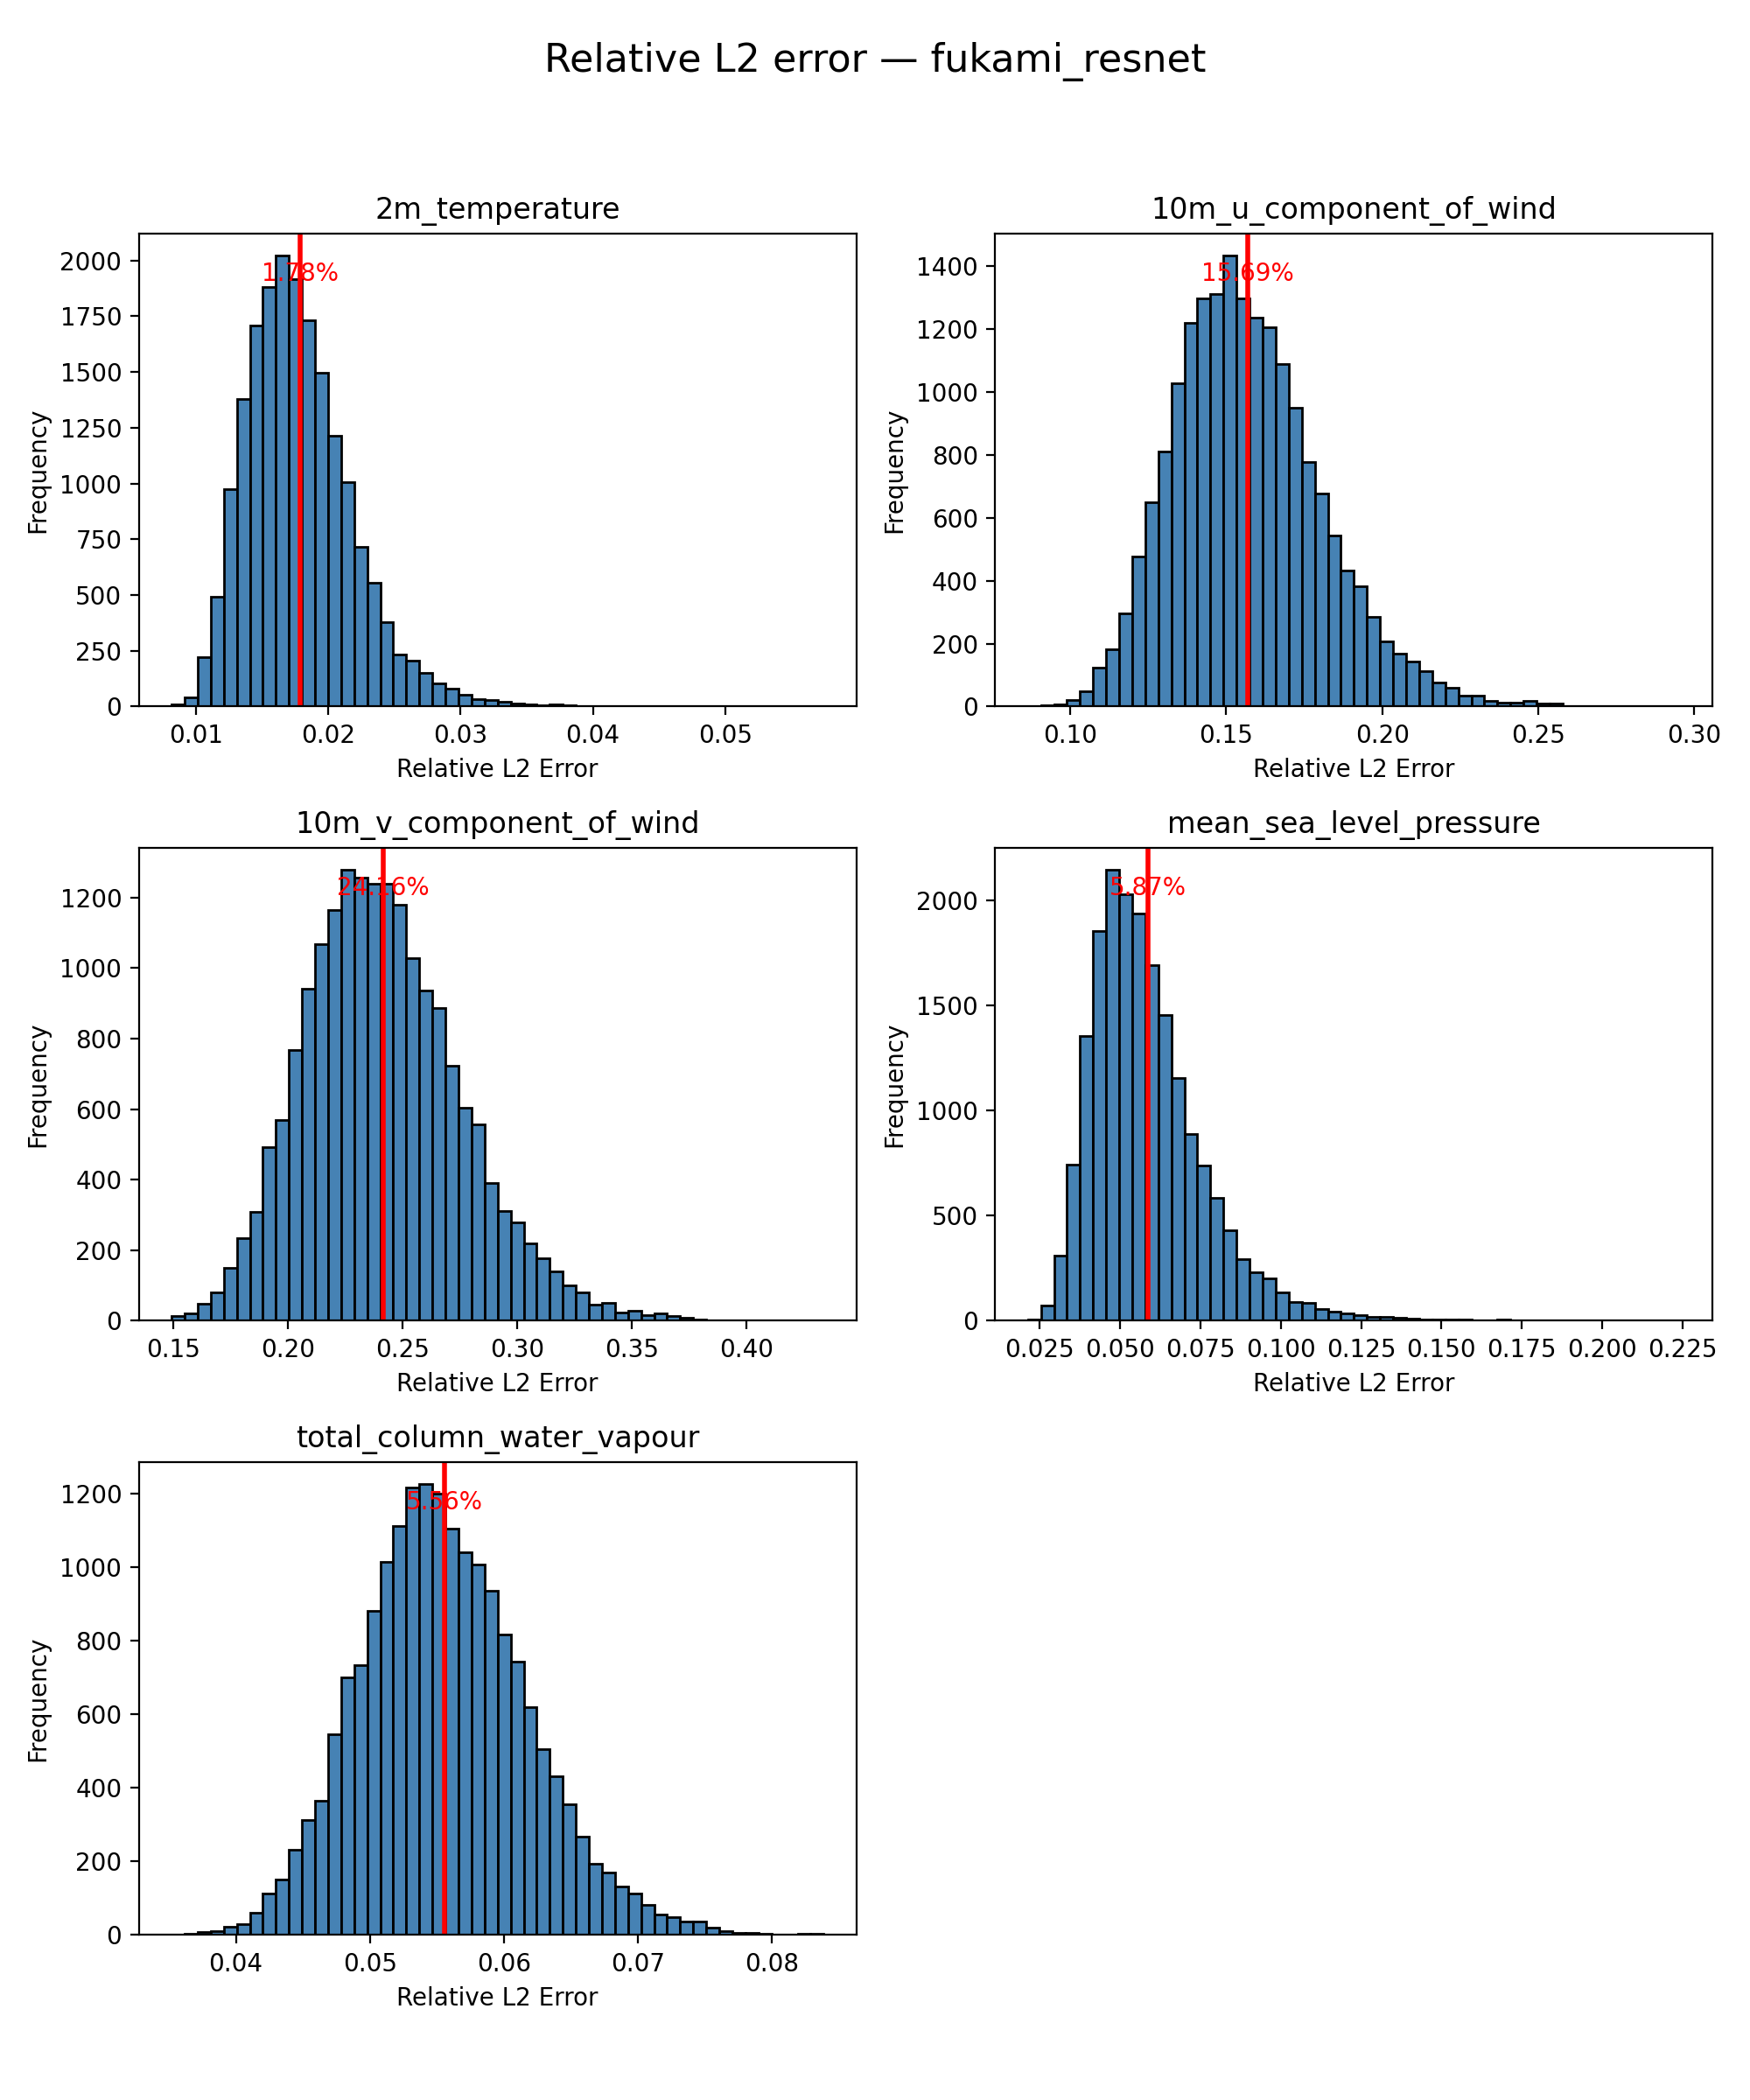 Relative L2 error — fukami_resnet
2m_temperature
2000
1750
1500
1250
1000
750
500
250
0
Frequency
1.78%
0.01 0.02 0.03 0.04 0.05
Relative L2 Error
10m_u_component_of_wind
1400
1200
1000
800
600
400
200
0
Frequency
15.69%
0.10 0.15 0.20 0.25 0.30
Relative L2 Error
10m_v_component_of_wind
1200
1000
800
600
400
200
0
Frequency
24.16%
0.15 0.20 0.25 0.30 0.35 0.40
Relative L2 Error
mean_sea_level_pressure
2000
1500
1000
500
0
Frequency
5.87%
0.025 0.050 0.075 0.100 0.125 0.150 0.175 0.200 0.225
Relative L2 Error
total_column_water_vapour
1200
1000
800
600
400
200
0
Frequency
5.56%
0.04 0.05 0.06 0.07 0.08
Relative L2 Error